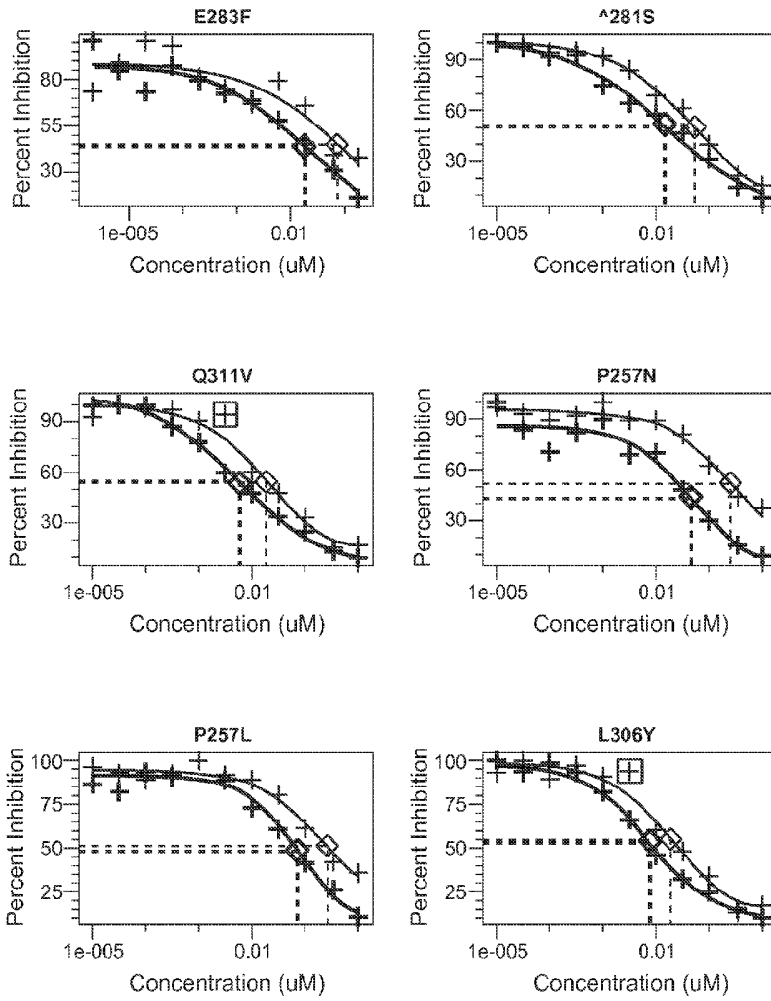 E283F
^281S
Percent Inhibition
80
55
30
1e-005
0.01
Concentration (uM)
Percent Inhibition
90
60
30
1e-005
0.01
Concentration (uM)
Q311V
P257N
Percent Inhibition
90
60
30
1e-005
0.01
Concentration (uM)
Percent Inhibition
90
60
30
1e-005
0.01
Concentration (uM)
P257L
L306Y
Percent Inhibition
100
75
50
25
1e-005
0.01
Concentration (uM)
Percent Inhibition
100
75
50
25
1e-005
0.01
Concentration (uM)